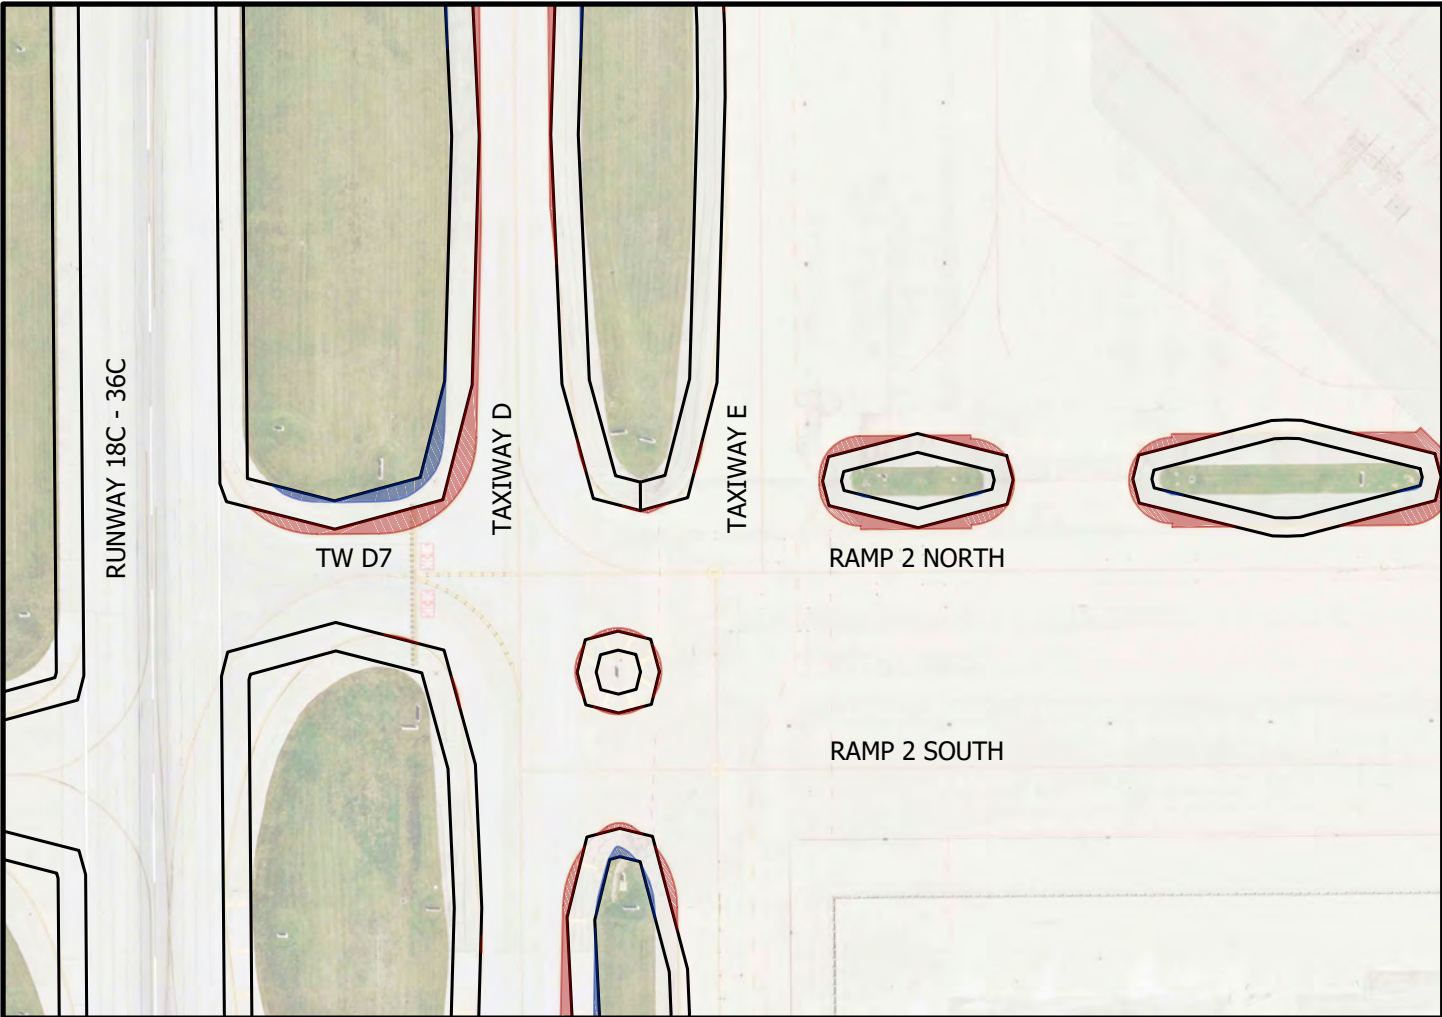 RUNWAY 18C - 36C
TAXIWAY D
TAXIWAY E
TW D7
RAMP 2 NORTH
RAMP 2 SOUTH